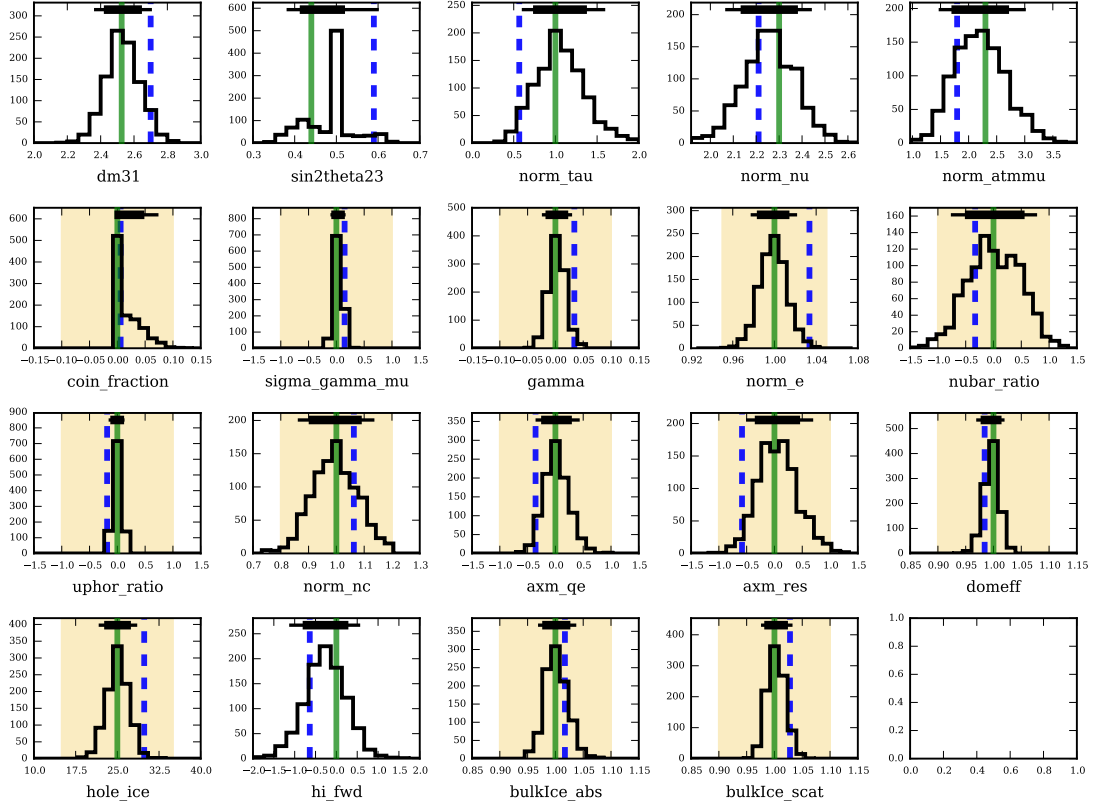 300 250 200 150 100 50 0
2.0 2.2 2.4 2.6 2.8 3.0
dm31
600 500 400 300 200 100 0
0.3 0.4 0.5 0.6 0.7
sin2theta23
250 200 150 100 50 0
0.0 0.5 1.0 1.5 2.0
norm_tau
200 150 100 50 0
2.0 2.1 2.2 2.3 2.4 2.5 2.6
norm_nu
200 150 100 50 0
1.0 1.5 2.0 2.5 3.0 3.5
norm_atmmu
600 500 400 300 200 100 0
−0.15 −0.10 −0.05 0.00 0.05 0.10 0.15
coin_fraction
800 700 600 500 400 300 200 100 0
−1.5 −1.0 −0.5 0.0 0.5 1.0 1.5
sigma_gamma_mu
500 400 300 200 100 0
−0.15 −0.10 −0.05 0.00 0.05 0.10 0.15
gamma
300 250 200 150 100 50 0
0.92 0.96 1.00 1.04 1.08
norm_e
160 140 120 100 80 60 40 20 0
−1.5 −1.0 −0.5 0.0 0.5 1.0 1.5
nubar_ratio
900 800 700 600 500 400 300 200 100 0
−1.5 −1.0 −0.5 0.0 0.5 1.0 1.5
uphor_ratio
200 150 100 50 0
0.7 0.8 0.9 1.0 1.1 1.2 1.3
norm_nc
350 300 250 200 150 100 50 0
−1.5 −1.0 −0.5 0.0 0.5 1.0 1.5
axm_qe
200 150 100 50 0
−1.5 −1.0 −0.5 0.0 0.5 1.0 1.5
axm_res
500 400 300 200 100 0
0.85 0.90 0.95 1.00 1.05 1.10 1.15
domeff
400 350 300 250 200 150 100 50 0
10.0 17.5 25.0 32.5 40.0
hole_ice
250 200 150 100 50 0
−2.0 −1.5 −1.0 −0.5 0.0 0.5 1.0 1.5 2.0
hi_fwd
350 300 250 200 150 100 50 0
0.85 0.90 0.95 1.00 1.05 1.10 1.15
bulkIce_abs
400 300 200 100 0
0.85 0.90 0.95 1.00 1.05 1.10 1.15
bulkIce_scat
1.0 0.8 0.6 0.4 0.2 0.0
0.0 0.2 0.4 0.6 0.8 1.0